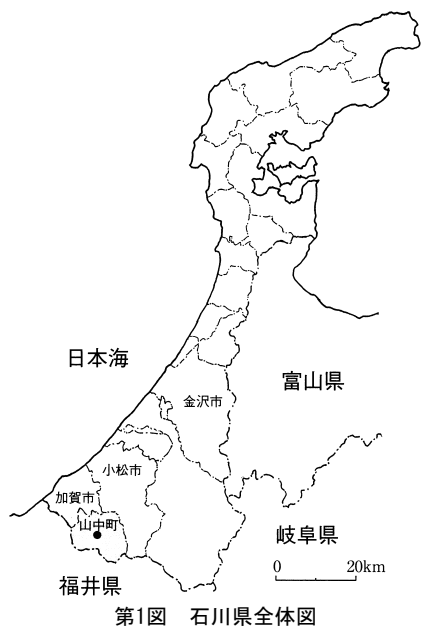 日本海
富山県
金沢市
小松市
加賀市
山中町
岐阜県
福井県
0 20km
第1図 石川県全体図